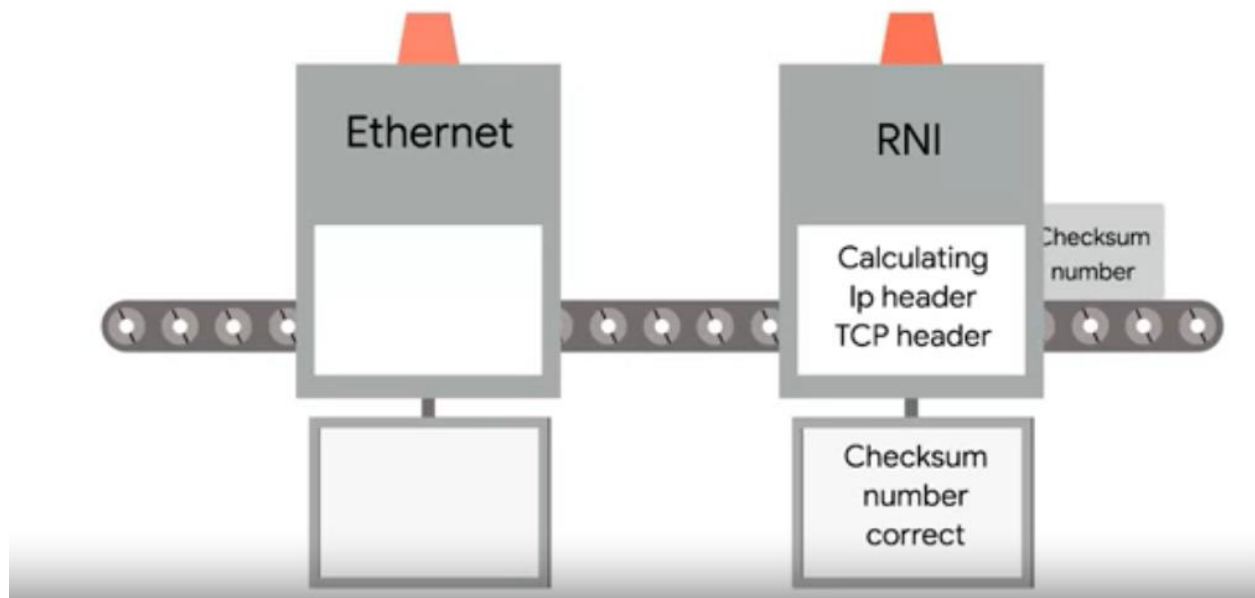 Ethernet
RNI
Calculating
Ip header
TCP header
Checksum
number
Checksum
number
correct